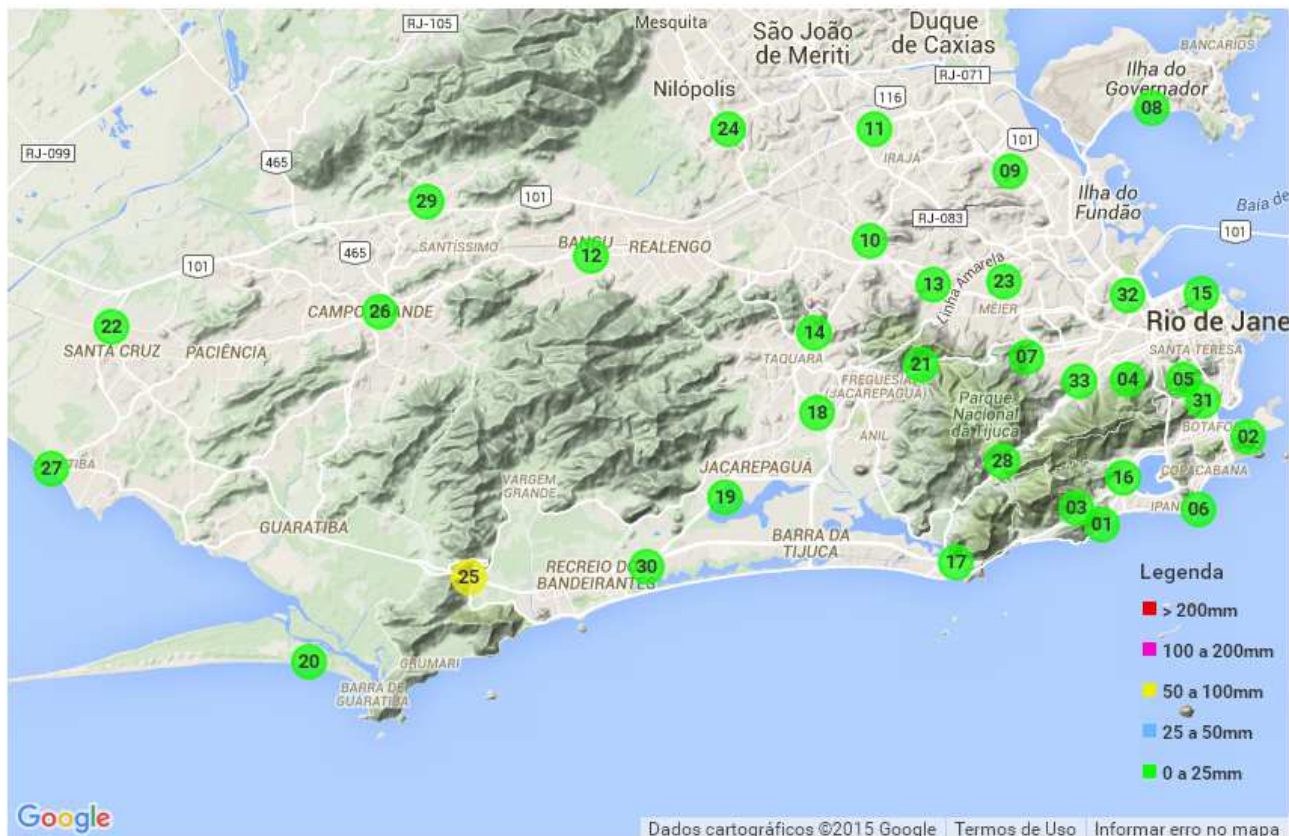 RJ-105
Mesquita
São João
de Meriti
Duque
de Caxias
BANCÁRIOS
RJ-071
Ilha do
Governador
Nilópolis
116
08
24
11
RJ-099
465
IRAJÁ
101
09
Ilha do
Fundão
29
101
RJ-083
Baía de
101
SANTÍSSIMO
BANGU
REALENGO
10
465
12
101
Linha Amarela
13
23
32
15
CAMPO GRANDE
26
MÉIER
22
14
Rio de Jane
SANTA CRUZ
PACIÊNCIA
TAQUARA
07
SANTA TERESA
21
33
04
05
FREGUESIA
(JACAREPAGUÁ)
Parque
Nacional
da Tijuca
31
18
ANIL
BOTAFO
02
27
28
JACAREPAGUÁ
COPACABANA
16
VARGEM
GRANDE
19
03
IPAN
06
01
GUARATIBA
BARRA DA
TIJUCA
17
25
RECREIO DOS
BANDEIRANTES
30
20
GRUMARI
BARRA DE
GUARATIBA
Legenda
> 200mm
100 a 200mm
50 a 100mm
25 a 50mm
0 a 25mm
Google
Dados cartográficos ©2015 Google
Termos de Uso
Informar erro no mapa